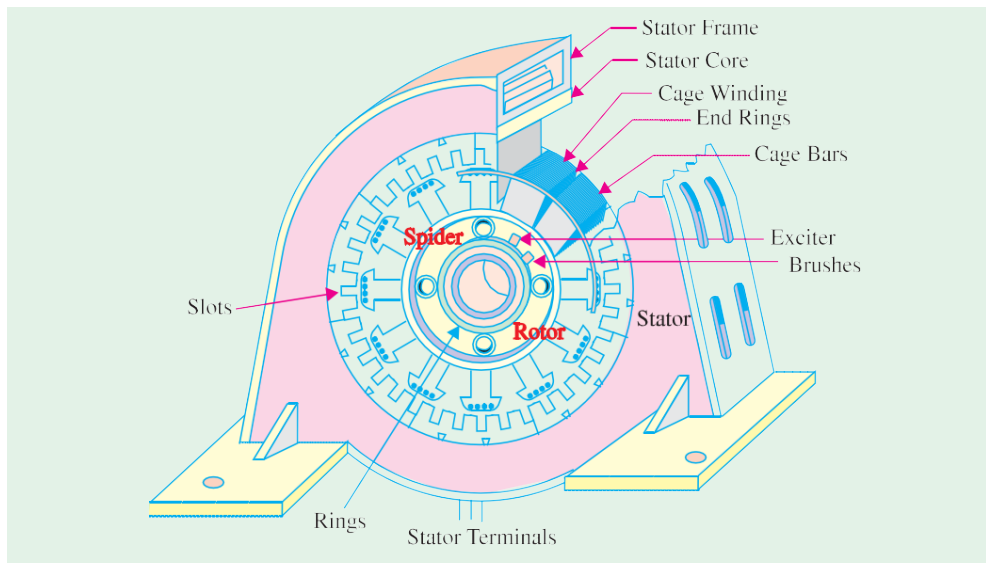 Stator Frame
Stator Core
Cage Winding
End Rings
Cage Bars
Spider
Exciter
Brushes
Slots
Stator
Rotor
Rings
Stator Terminals